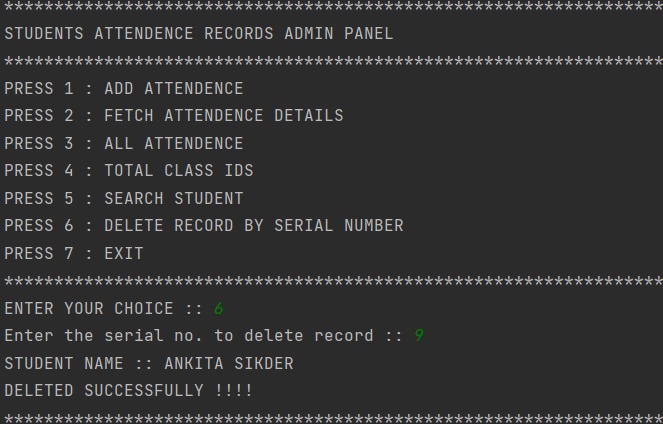 ******************************************************************
STUDENTS ATTENDENCE RECORDS ADMIN PANEL
******************************************************************
PRESS 1 : ADD ATTENDENCE
PRESS 2 : FETCH ATTENDENCE DETAILS
PRESS 3 : ALL ATTENDENCE
PRESS 4 : TOTAL CLASS IDS
PRESS 5 : SEARCH STUDENT
PRESS 6 : DELETE RECORD BY SERIAL NUMBER
PRESS 7 : EXIT
******************************************************************
ENTER YOUR CHOICE :: 6
Enter the serial no. to delete record :: 9
STUDENT NAME :: ANKITA SIKDER
DELETED SUCCESSFULLY !!!!
******************************************************************